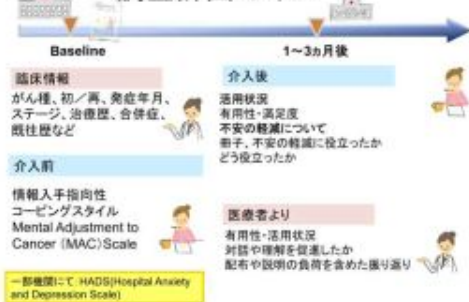 Baseline
1～3ヵ月後
臨床情報
がん種、初／再、発症年月、
ステージ、治療歴、合併症、
既往歴など
介入前
情報入手指向性
コーピングスタイル
Mental Adjustment to
Cancer （MAC）Scale
一部機関にて HADS(Hospital Anxiety
and Depression Scale)
介入後
活用状況
有用性・満足度
不安の軽減について
冊子、不安の軽減に役立ったか
どう役立ったか
医療者より
有用性・活用状況
対話や理解を促進したか
配布や説明の負荷を含めた振り返り